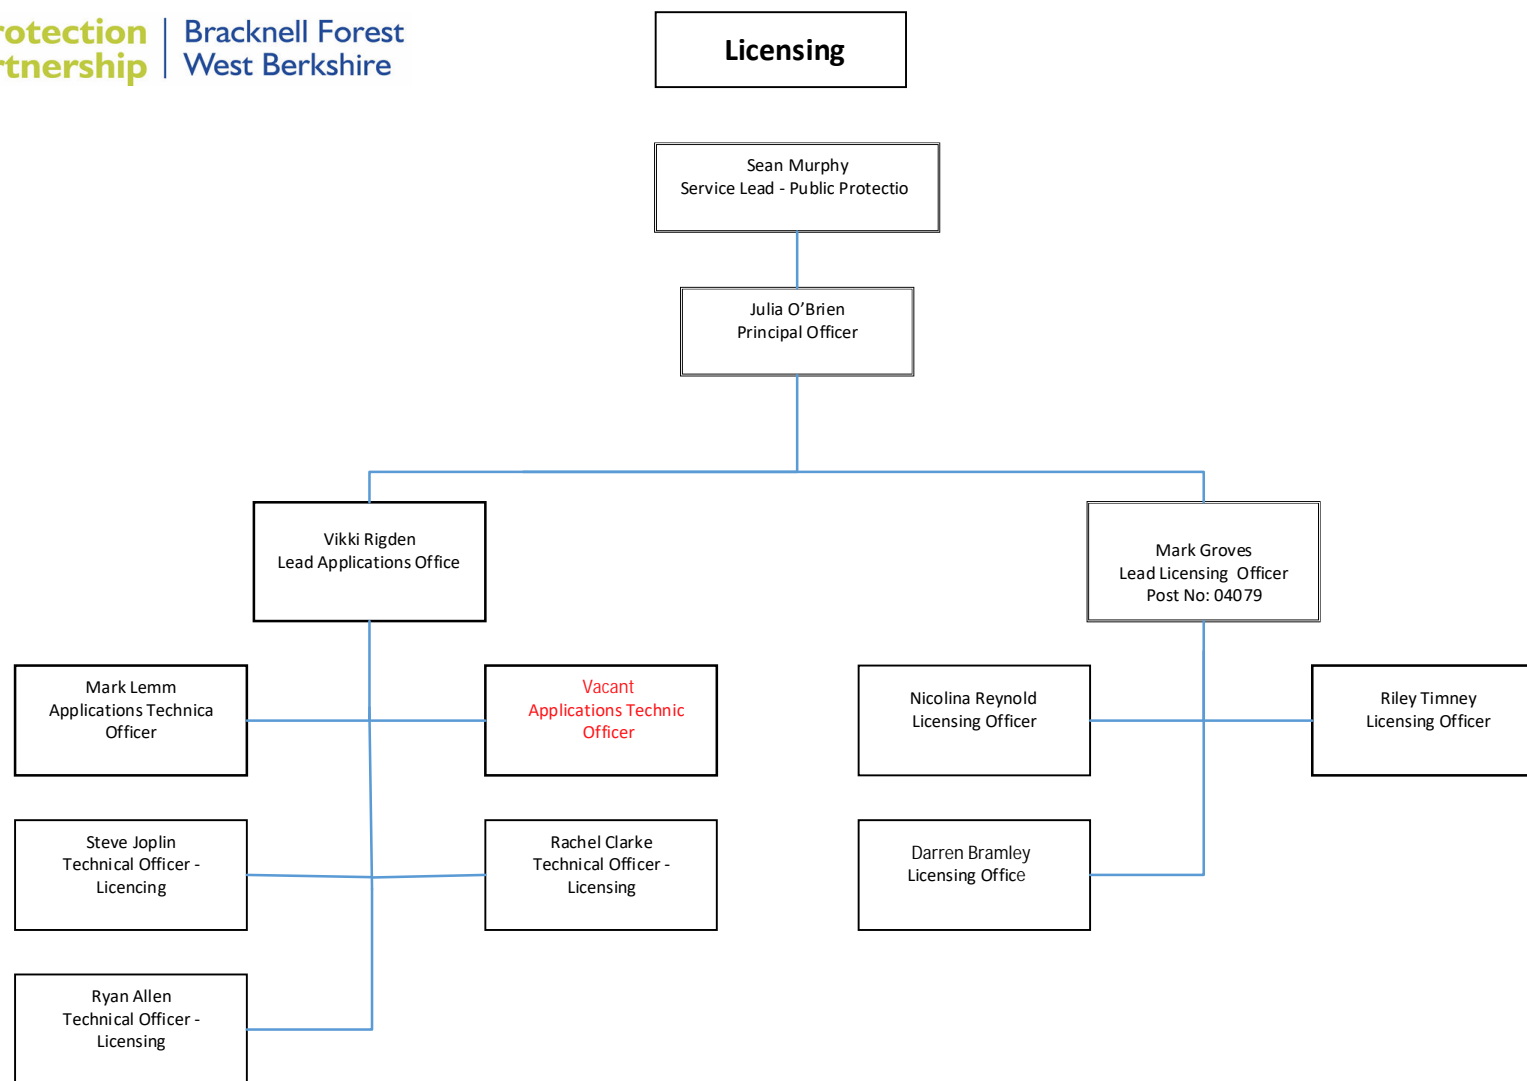 rotection
rtnership
Bracknell Forest
West Berkshire
Licensing
Sean Murphy
Service Lead - Public Protectio
Julia O’Brien
Principal Officer
Vikki Rigden
Lead Applications Office
Mark Groves
Lead Licensing Officer
Post No: 04079
Mark Lemm
Applications Technica
Officer
Vacant
Applications Technic
Officer
Nicolina Reynold
Licensing Officer
Riley Timney
Licensing Officer
Steve Joplin
Technical Officer -
Licencing
Rachel Clarke
Technical Officer -
Licensing
Darren Bramley
Licensing Office
Ryan Allen
Technical Officer -
Licensing